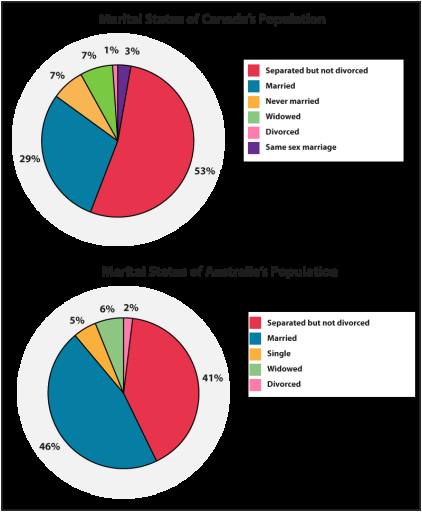 Marital Status of Canada's Population
7% 1% 3%
7%
29%
53%
Separated but not divorced
Married
Never married
Widowed
Divorced
Same sex marriage
Marital Status of Australia's Population
6% 2%
5%
41%
46%
Separated but not divorced
Married
Single
Widowed
Divorced